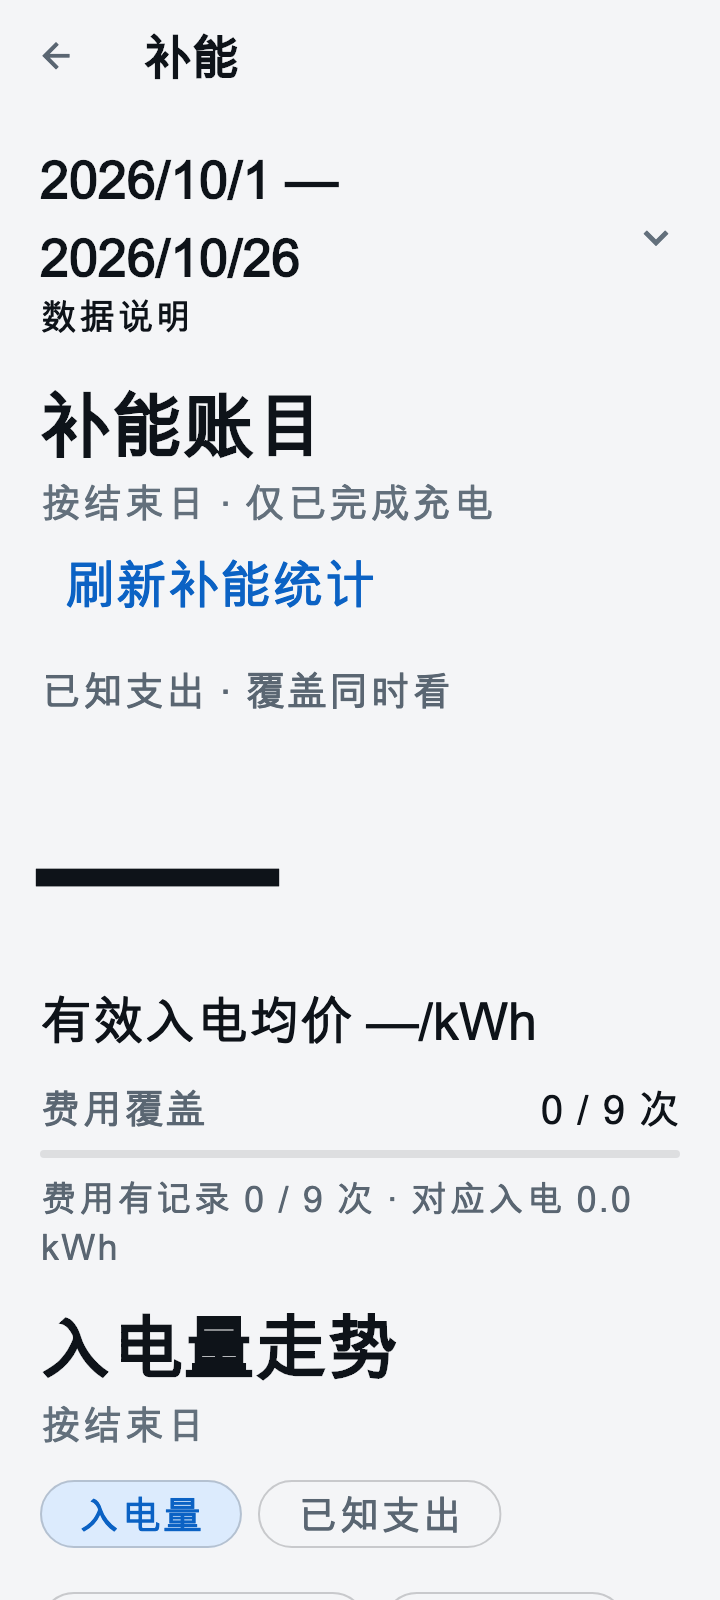 补能
2026/10/1 —
2026/10/26
数据说明
补能账目
按结束日 · 仅已完成充电
刷新补能统计
已知支出 · 覆盖同时看
—
有效入电均价 —/kWh
费用覆盖
0 / 9 次
费用有记录 0 / 9 次 · 对应入电 0.0
kWh
入电量走势
按结束日
入电量
已知支出